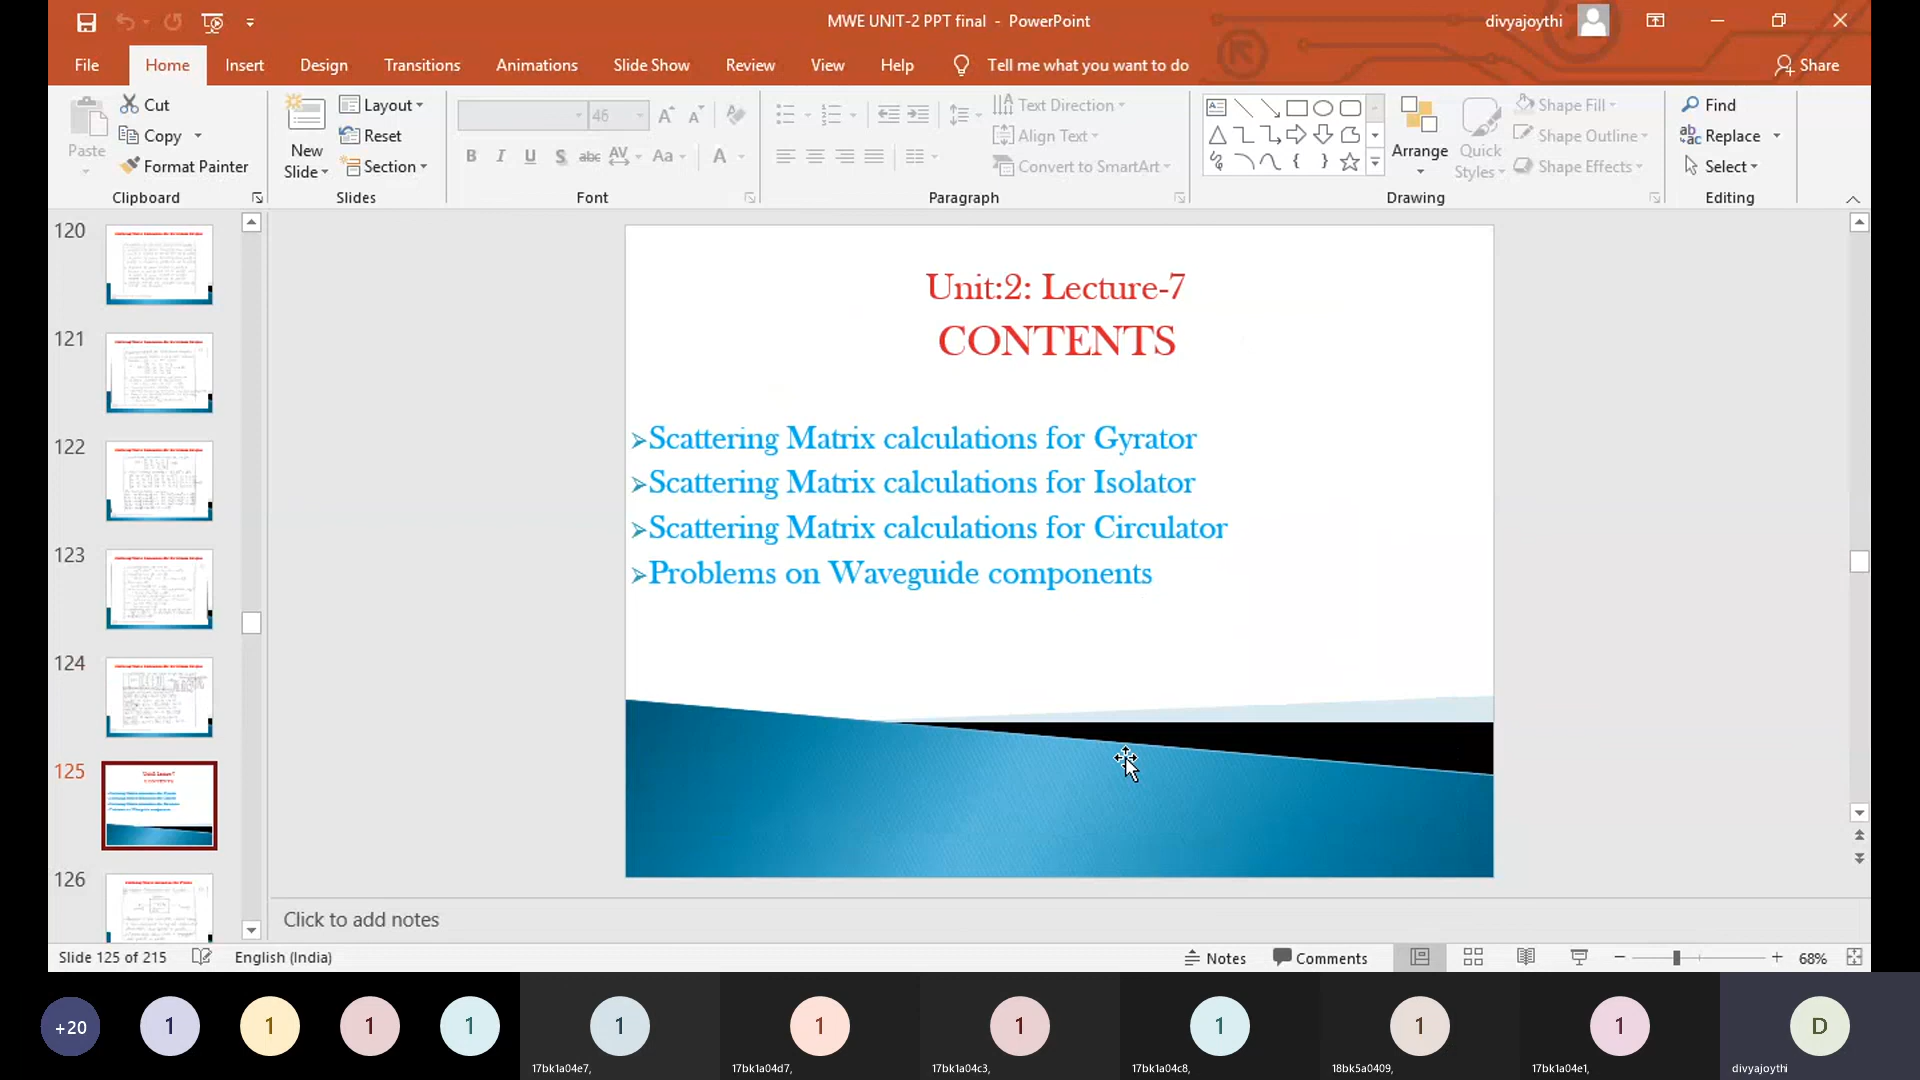 MWE UNIT-2 PPT final - PowerPoint
divyajoythi
File Home Insert Design Transitions Animations Slide Show Review View Help Tell me what you want to do Share
Paste
Cut
Copy
Format Painter
Clipboard
New Slide
Layout
Reset
Section
Slides
46
B I U S abc AV Aa A
Font
Text Direction
Align Text
Convert to SmartArt
Paragraph
Arrange
Quick Styles
Shape Fill
Shape Outline
Shape Effects
Drawing
Find
Replace
Select
Editing
120
121
122
123
124
125
126
Unit:2: Lecture-7
CONTENTS
➢Scattering Matrix calculations for Gyrator
➢Scattering Matrix calculations for Isolator
➢Scattering Matrix calculations for Circulator
➢Problems on Waveguide components
Click to add notes
Slide 125 of 215 English (India) Notes Comments 68%
+20 1 1 1 1 1 1 1 1 1 1 D
17bk1a04e7, 17bk1a04d7, 17bk1a04c3, 17bk1a04c8, 18bk5a0409, 17bk1a04e1, divyajoythi